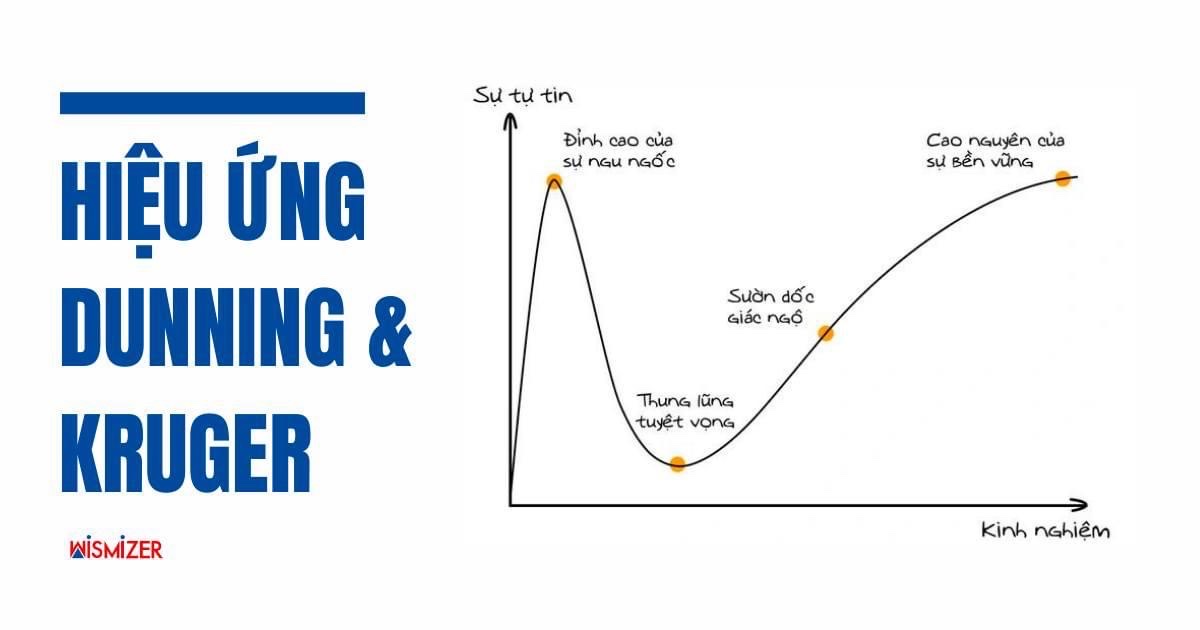 HIỆU ỨNG
DUNNING &
KRUGER
WISMIZER
Sự tự tin
Đỉnh cao của
sự ngu ngốc
Thung lũng
tuyệt vọng
Sườn dốc
giác ngộ
Cao nguyên của
sự bền vững
Kinh nghiệm